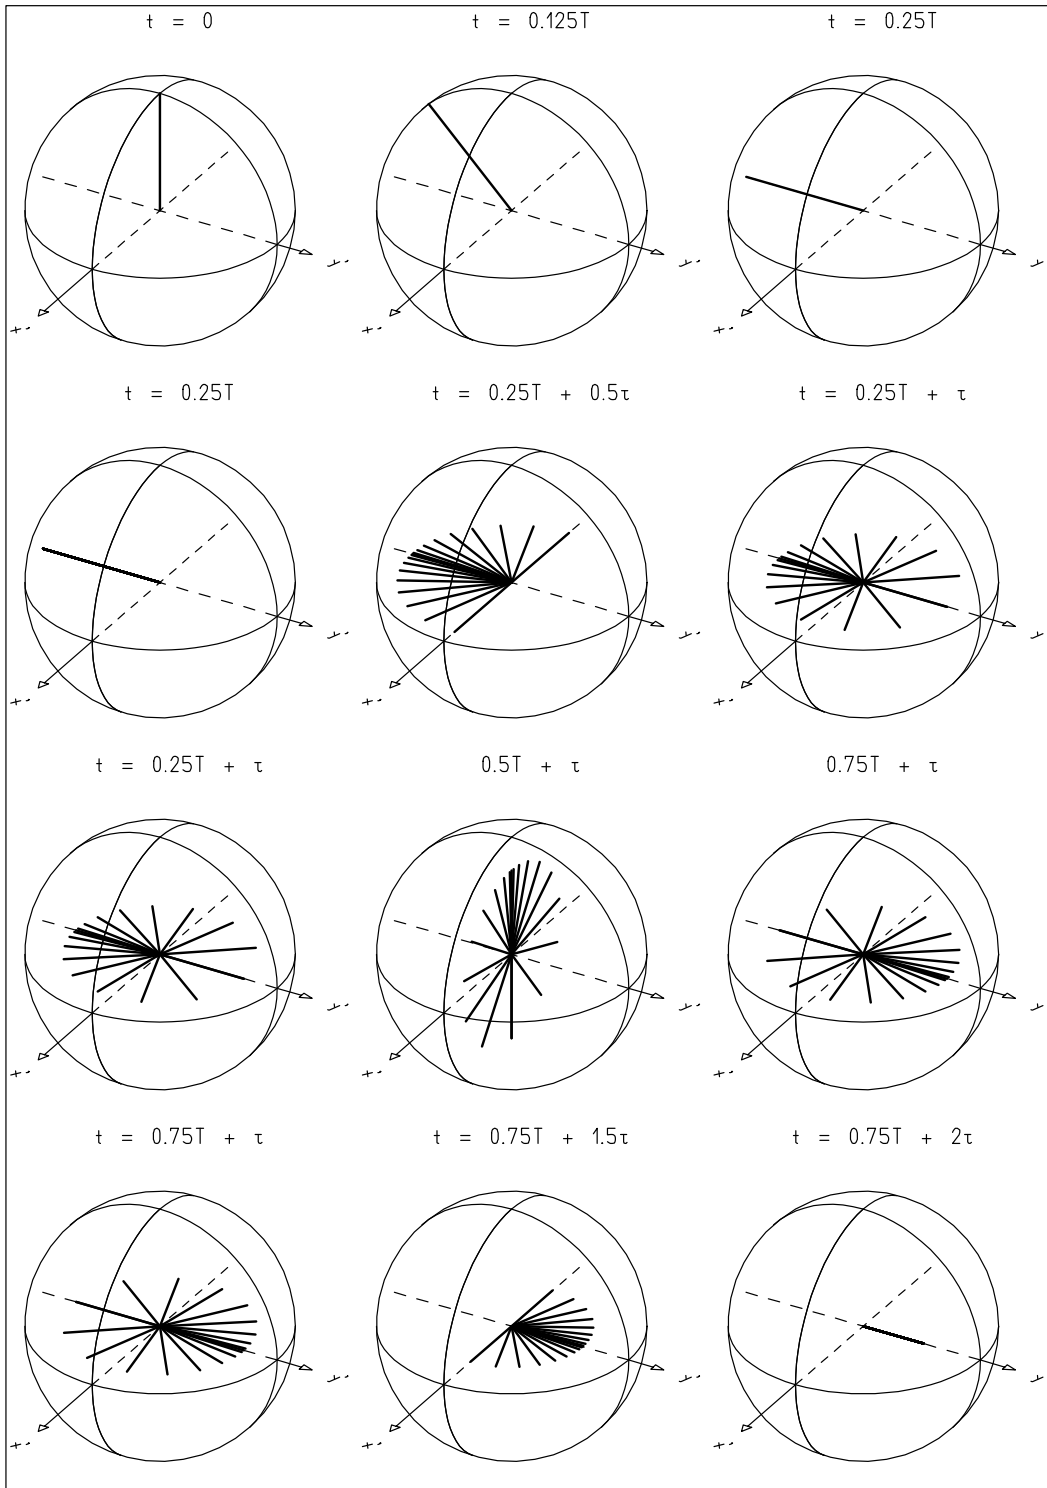 t = 0
t = 0.125T
t = 0.25T
t = 0.25T
t = 0.25T + 0.5τ
t = 0.25T + τ
t = 0.25T + τ
0.5T + τ
0.75T + τ
t = 0.75T + τ
t = 0.75T + 1.5τ
t = 0.75T + 2τ